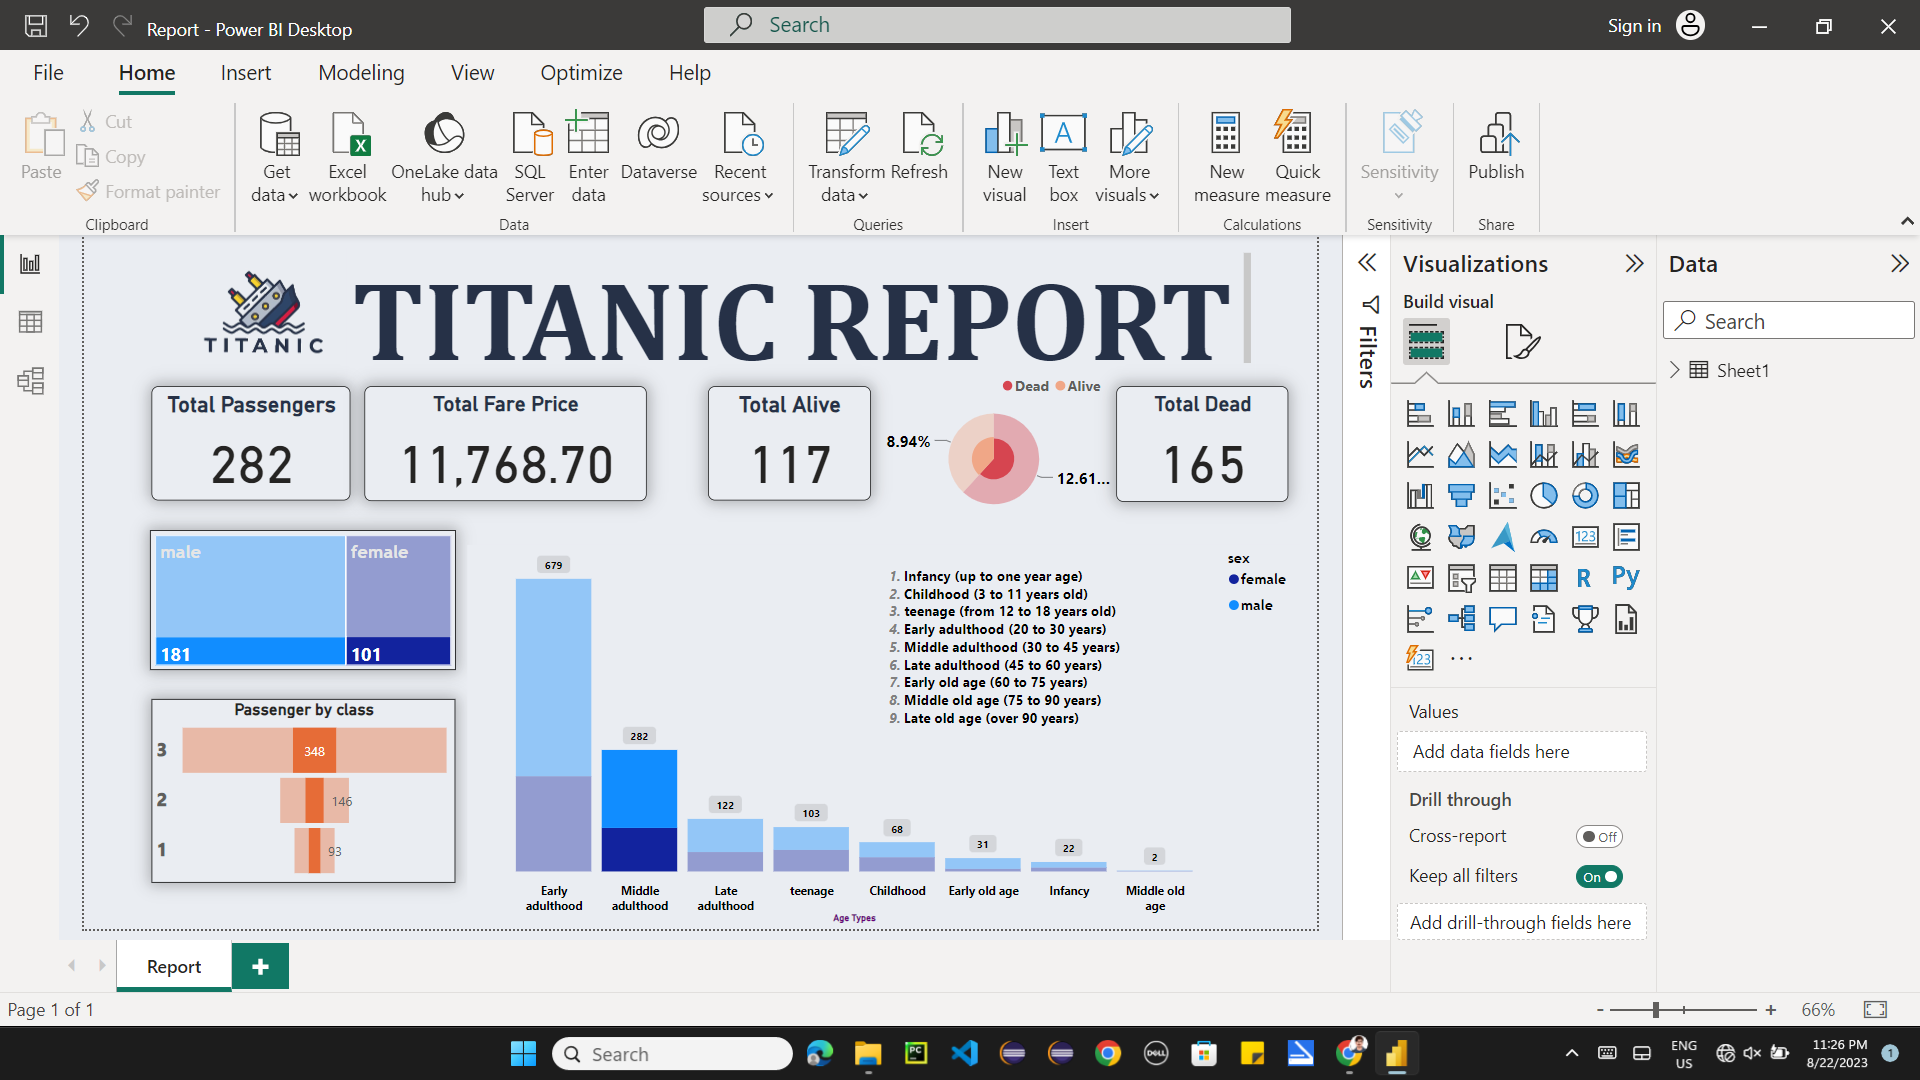 Report - Power BI Desktop
Search
Sign in
File
Home
Insert
Modeling
View
Optimize
Help
Paste
Cut
Copy
Format painter
Clipboard
Get data
Excel workbook
OneLake data hub
SQL Server
Enter data
Dataverse
Recent sources
Data
Transform data
Refresh
Queries
New visual
Text box
More visuals
Insert
New measure
Quick measure
Calculations
Sensitivity
Sensitivity
Publish
Share
TITANIC
TITANIC REPORT
Total Passengers
282
Total Fare Price
11,768.70
Total Alive
117
Dead
Alive
8.94%
12.61...
Total Dead
165
male
female
181
101
Passenger by class
3
348
2
146
1
93
679
282
122
103
68
31
22
2
1. Infancy (up to one year age)
2. Childhood (3 to 11 years old)
3. teenage (from 12 to 18 years old)
4. Early adulthood (20 to 30 years)
5. Middle adulthood (30 to 45 years)
6. Late adulthood (45 to 60 years)
7. Early old age (60 to 75 years)
8. Middle old age (75 to 90 years)
9. Late old age (over 90 years)
sex
female
male
Early adulthood
Middle adulthood
Late adulthood
teenage
Childhood
Early old age
Infancy
Middle old age
Age Types
Filters
Visualizations
Build visual
123
R
Py
123
...
Values
Add data fields here
Drill through
Cross-report
Off
Keep all filters
On
Add drill-through fields here
Data
Search
Sheet1
Report
Page 1 of 1
- +
66%
Search
PC
DELL
ENG
US
11:26 PM
8/22/2023
1